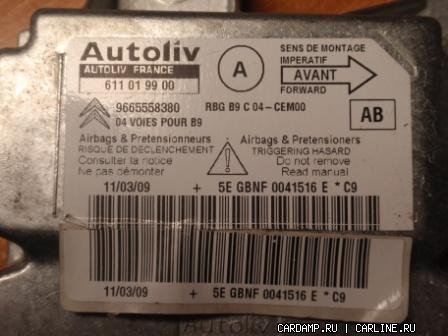 Autoliv
AUTOLIV FRANCE
611 01 99 00
A
SENS DE MONTAGE
IMPERATIF
AVANT
FORWARD
9665558380
RBG B9 C 04-CEM00
04 VOIES POUR B9
AB
Airbags & Pretensionneurs
RISQUE DE DECLENCHEMENT
Consulter la notice
Ne pas démonter
Airbags & Pretensioners
TRIGGERING HASARD
Do not remove
Read manual
11/03/09 + 5E GBNF 0041516 E * C9
11/03/09 + 5E GBNF 0041516 E * C9
Autoliv
CARDAMP.RU | CARLINE.RU